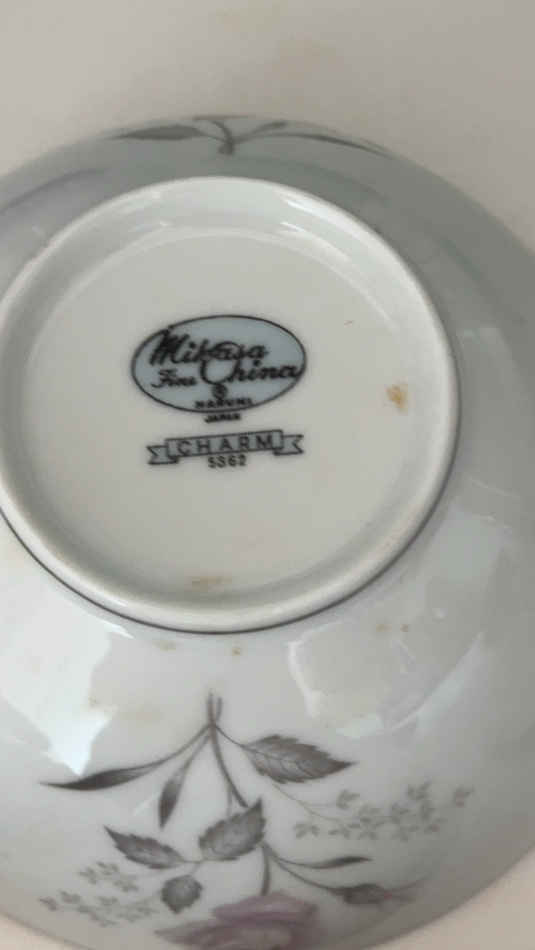 Mikasa
Fine China
NARUMI
JAPAN
CHARM
5362